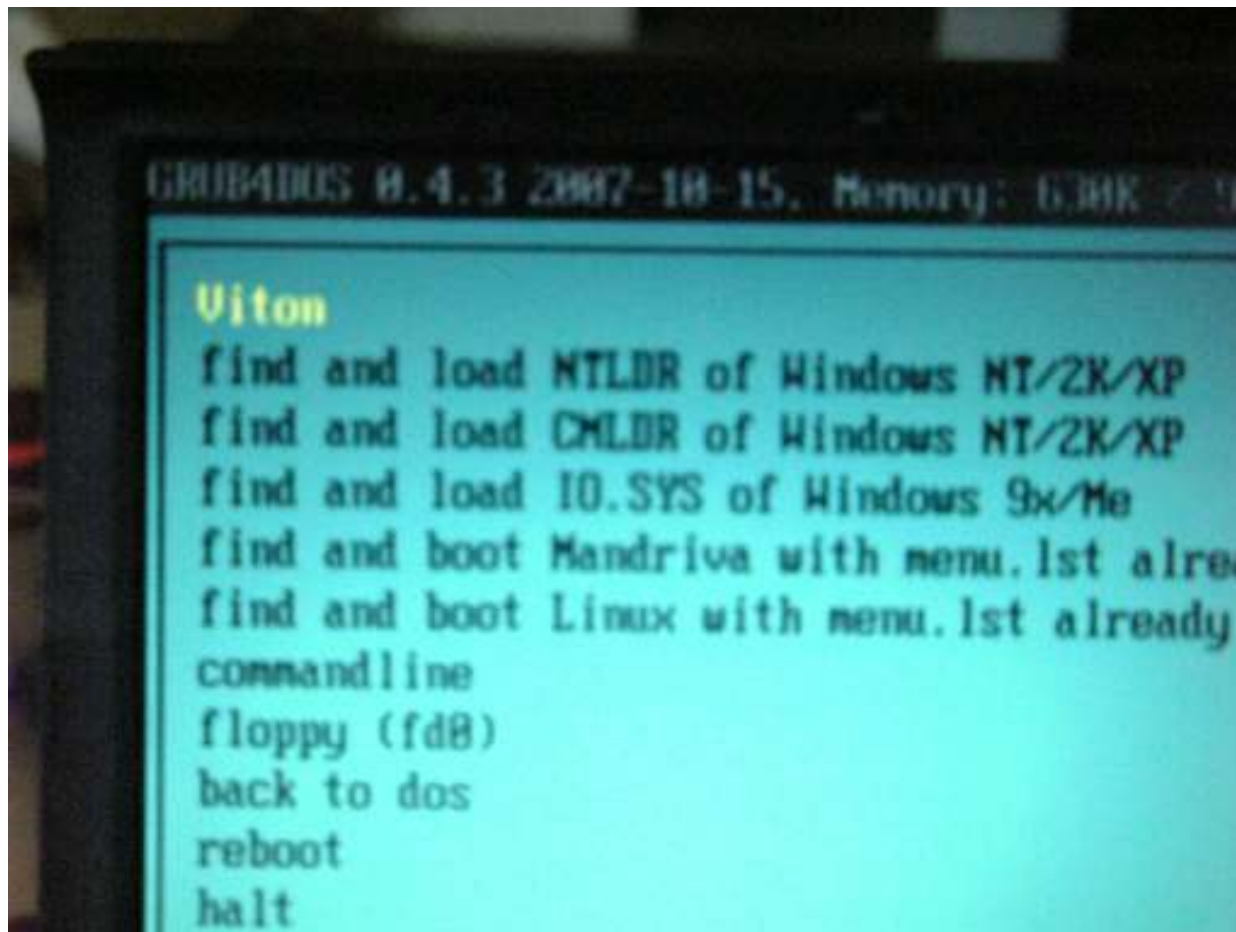 GRUB4DOS 0.4.3 2007-10-15, Memory: 630K / 9
Viton
find and load NTLDR of Windows NT/2K/XP
find and load CMLDR of Windows NT/2K/XP
find and load IO.SYS of Windows 9x/Me
find and boot Mandriva with menu.lst alrea
find and boot Linux with menu.lst already
commandline
floppy (fd0)
back to dos
reboot
halt